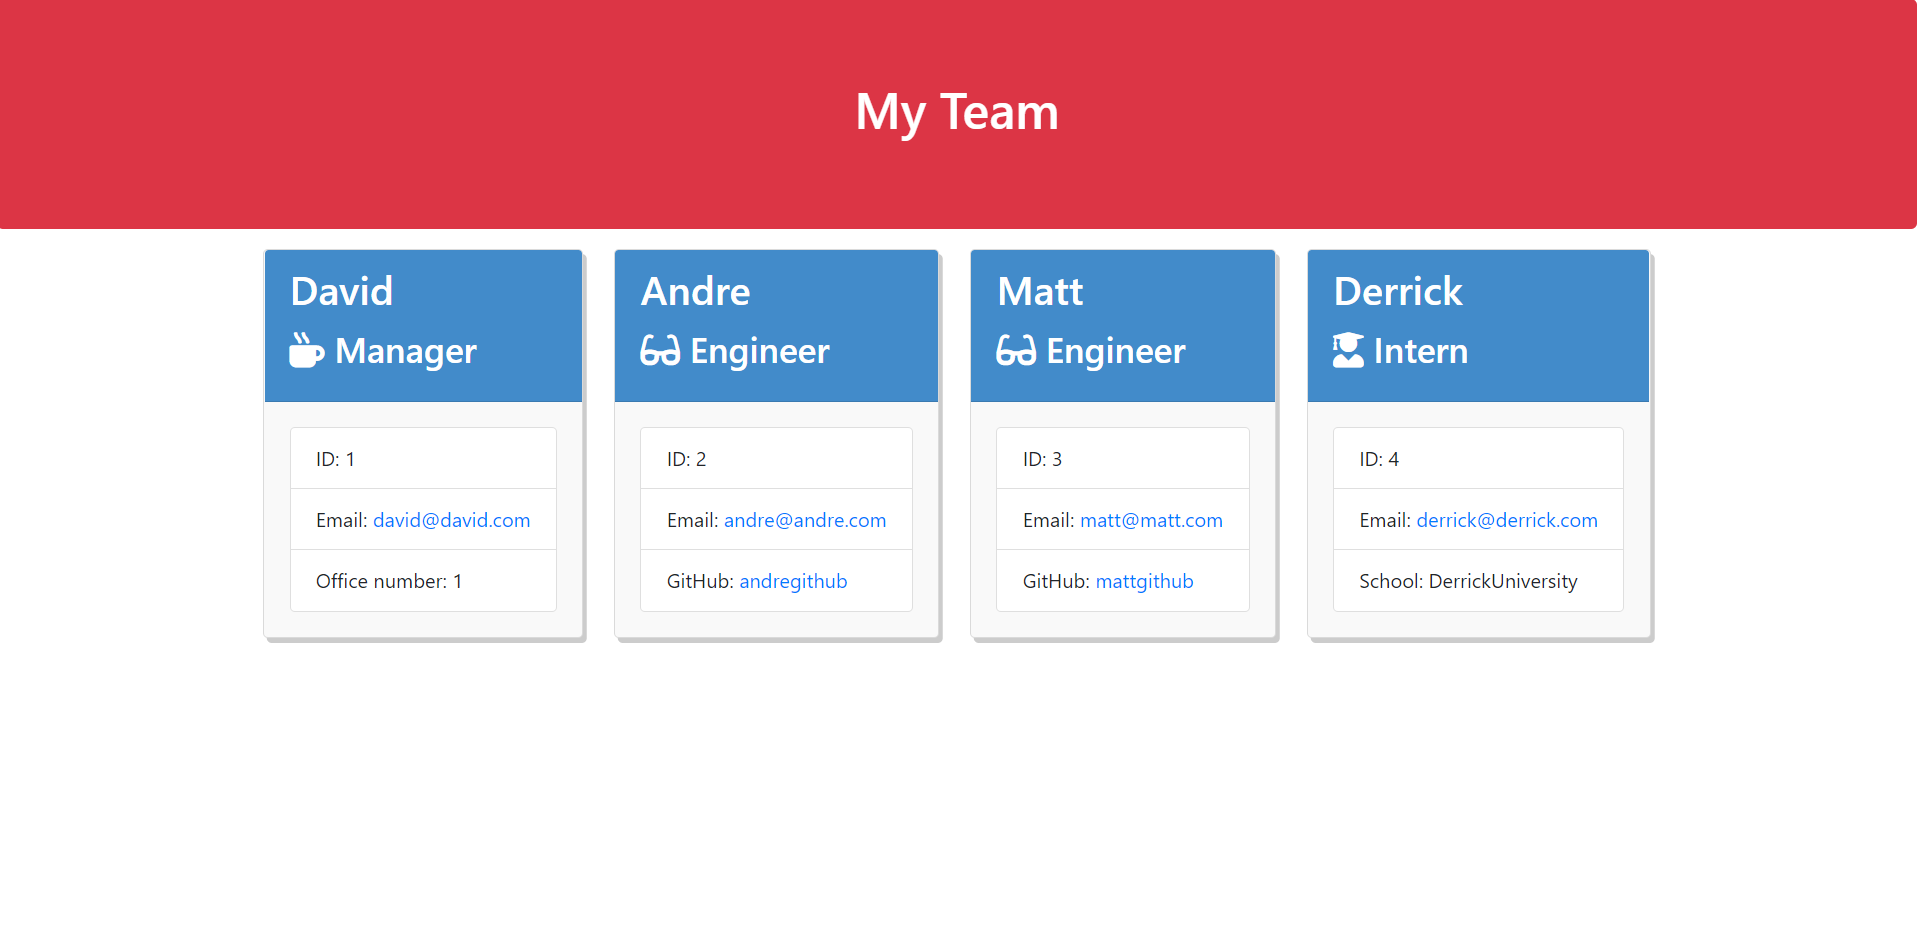 My Team
David
Manager
ID: 1
Email: david@david.com
Office number: 1
Andre
Engineer
ID: 2
Email: andre@andre.com
GitHub: andregithub
Matt
Engineer
ID: 3
Email: matt@matt.com
GitHub: mattgithub
Derrick
Intern
ID: 4
Email: derrick@derrick.com
School: DerrickUniversity